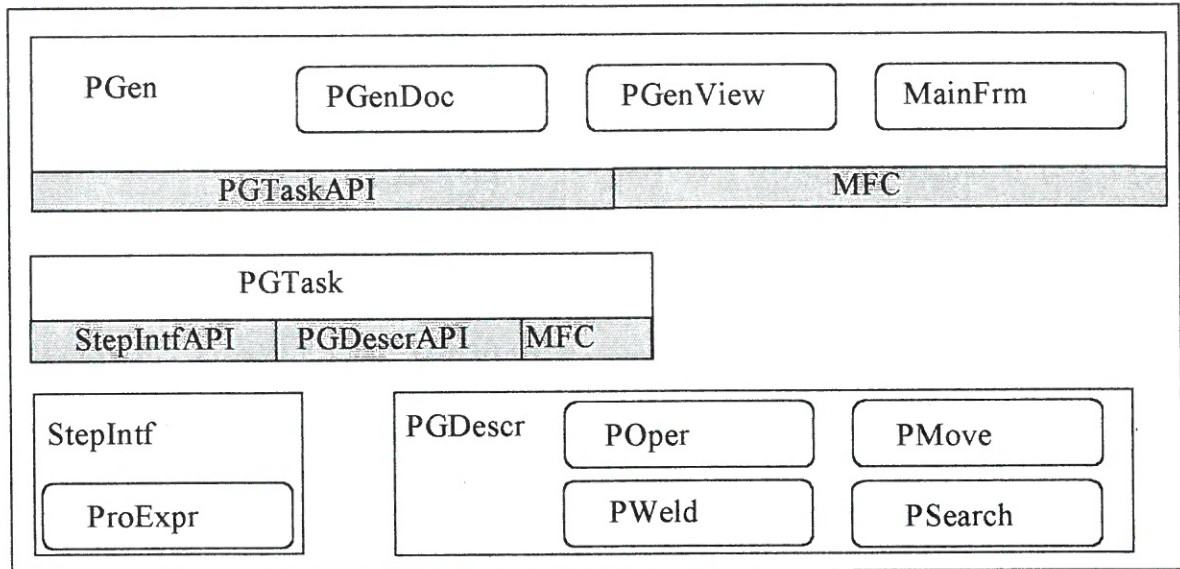 PGen
PGenDoc
PGenView
MainFrm
PGTaskAPI
MFC
PGTask
StepIntfAPI
PGDescrAPI
MFC
StepIntf
ProExpr
PGDescr
POper
PMove
PWeld
PSearch